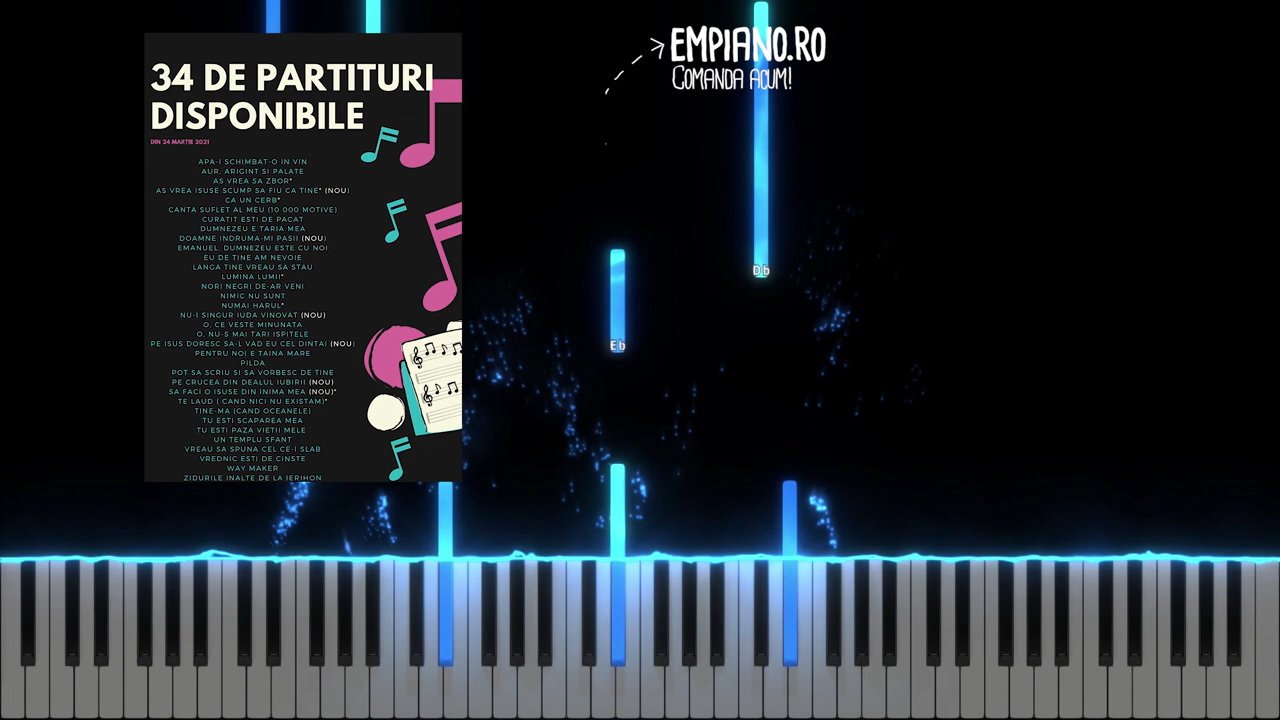 34 DE PARTITURI
DISPONIBILE
DIN 24 MARTIE 2021
APA-I SCHIMBAT-O IN VIN
AUR, ARIGINT SI PALATE
AS VREA SA ZBOR*
AS VREA ISUSE SCUMP SA FIU CA TINE* (NOU)
CA UN CERB*
CANTA SUFLET AL MEU (10 000 MOTIVE)
CURATIT ESTI DE PACAT
DUMNEZEU E TARIA MEA
DOAMNE INDRUMA-MI PASII (NOU)
EMANUEL, DUMNEZEU ESTE CU NOI
EU DE TINE AM NEVOIE
LANGA TINE VREAU SA STAU
LUMINA LUMII*
NORI NEGRI DE-AR VENI
NIMIC NU SUNT
NUMAI HARUL*
NU-I SINGUR IUDA VINOVAT (NOU)
O, CE VESTE MINUNATA
O, NU-S MAI TARI ISPITELE
PE ISUS DORESC SA-L VAD EU CEL DINTAI (NOU)
PENTRU NOI E TAINA MARE
PILDA
POT SA SCRIU SI SA VORBESC DE TINE
PE CRUCEA DIN DEALUL IUBIRII (NOU)
SA FACI O ISUSE DIN INIMA MEA (NOU)*
TE LAUD ( CAND NICI NU EXISTAM)*
TINE-MA (CAND OCEANELE)
TU ESTI SCAPAREA MEA
TU ESTI PAZA VIETII MELE
UN TEMPLU SFANT
VREAU SA SPUNA CEL CE-I SLAB
VREDNIC ESTI DE CINSTE
WAY MAKER
ZIDURILE INALTE DE LA IERIHON
EMPIANO.RO
COMANDA ACUM!
Db
Eb